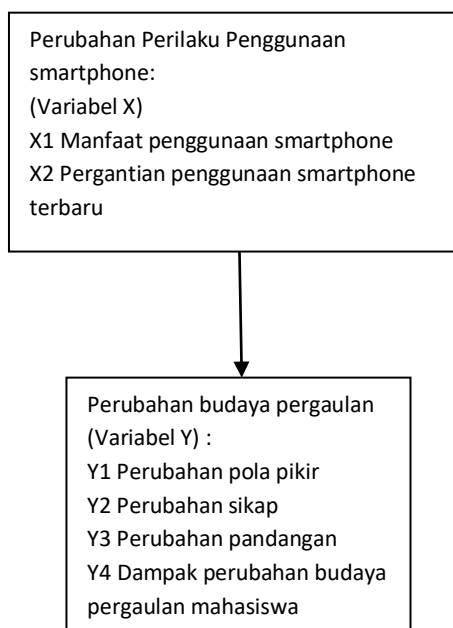 Perubahan Perilaku Penggunaan
smartphone:
(Variabel X)
X1 Manfaat penggunaan smartphone
X2 Pergantian penggunaan smartphone
terbaru
Perubahan budaya pergaulan
(Variabel Y) :
Y1 Perubahan pola pikir
Y2 Perubahan sikap
Y3 Perubahan pandangan
Y4 Dampak perubahan budaya
pergaulan mahasiswa